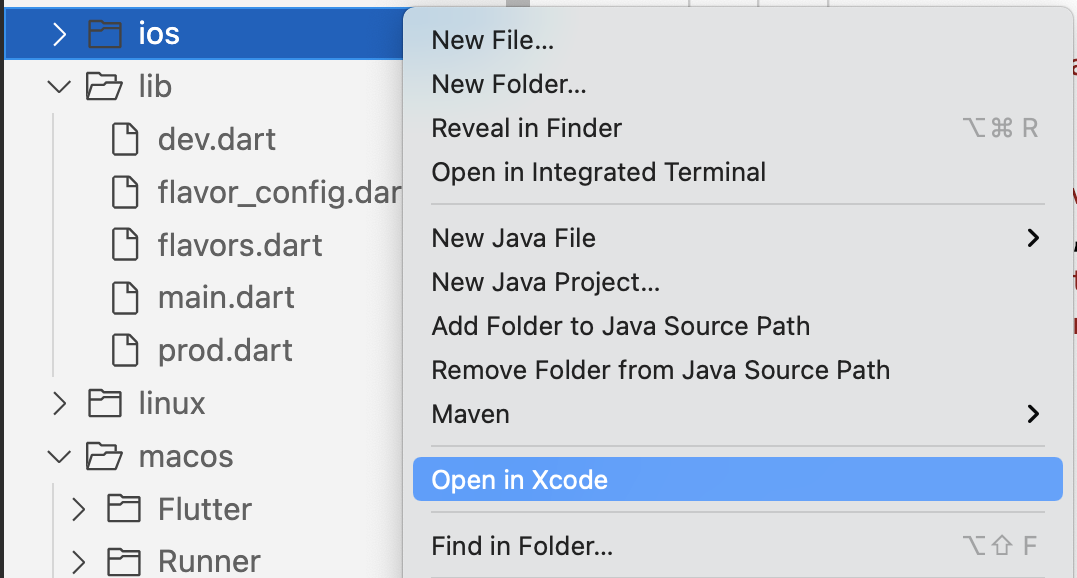 ios
lib
dev.dart
flavor_config.dar
flavors.dart
main.dart
prod.dart
linux
macos
Flutter
Runner
New File...
New Folder...
Reveal in Finder ⌥⌘ R
Open in Integrated Terminal
New Java File
New Java Project...
Add Folder to Java Source Path
Remove Folder from Java Source Path
Maven
Open in Xcode
Find in Folder... ⌥⇧ F